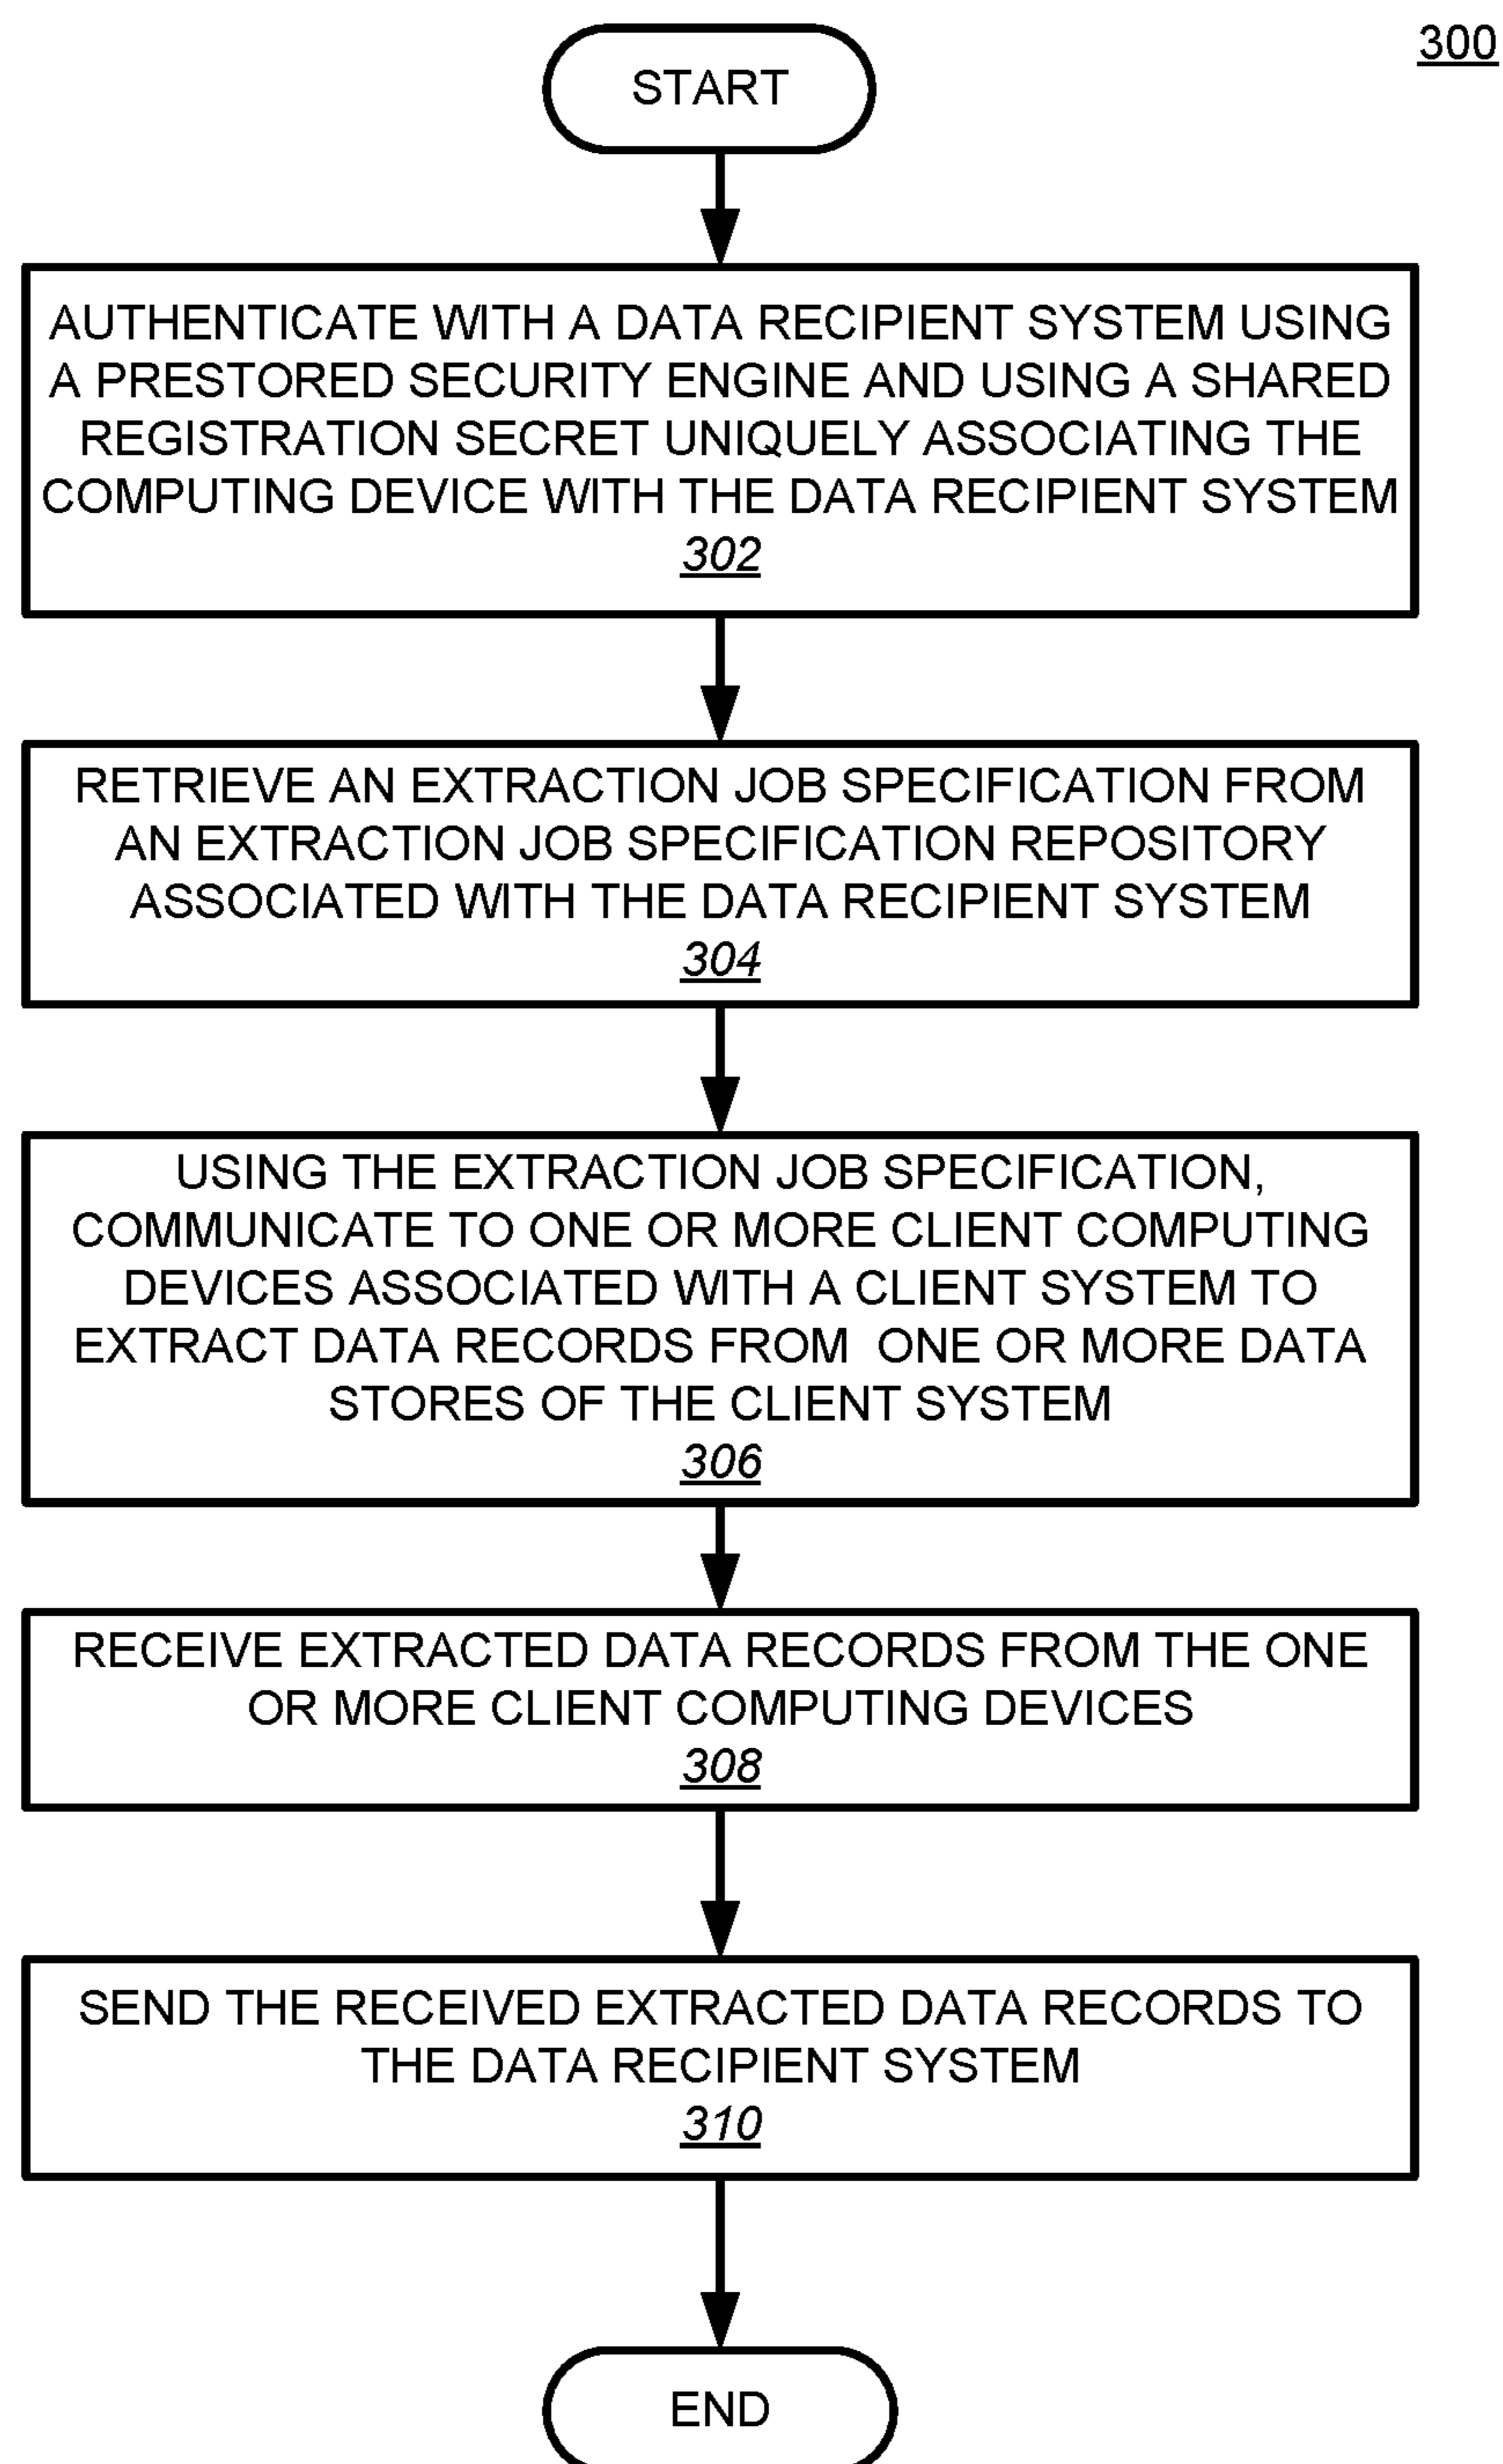 300
START
AUTHENTICATE WITH A DATA RECIPIENT SYSTEM USING
A PRESTORED SECURITY ENGINE AND USING A SHARED
REGISTRATION SECRET UNIQUELY ASSOCIATING THE
COMPUTING DEVICE WITH THE DATA RECIPIENT SYSTEM
302
RETRIEVE AN EXTRACTION JOB SPECIFICATION FROM
AN EXTRACTION JOB SPECIFICATION REPOSITORY
ASSOCIATED WITH THE DATA RECIPIENT SYSTEM
304
USING THE EXTRACTION JOB SPECIFICATION,
COMMUNICATE TO ONE OR MORE CLIENT COMPUTING
DEVICES ASSOCIATED WITH A CLIENT SYSTEM TO
EXTRACT DATA RECORDS FROM ONE OR MORE DATA
STORES OF THE CLIENT SYSTEM
306
RECEIVE EXTRACTED DATA RECORDS FROM THE ONE
OR MORE CLIENT COMPUTING DEVICES
308
SEND THE RECEIVED EXTRACTED DATA RECORDS TO
THE DATA RECIPIENT SYSTEM
310
END